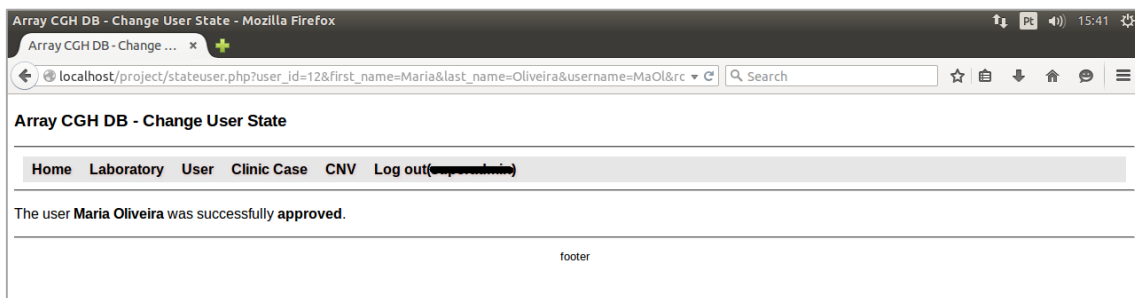 Array CGH DB - Change User State - Mozilla Firefox
Pt 15:41
Array CGH DB - Change ...
localhost/project/stateuser.php?user_id=12&first_name=Maria&last_name=Oliveira&username=MaOl&rc
Search
Array CGH DB - Change User State
Home Laboratory User Clinic Case CNV Log out( )
The user Maria Oliveira was successfully approved.
footer